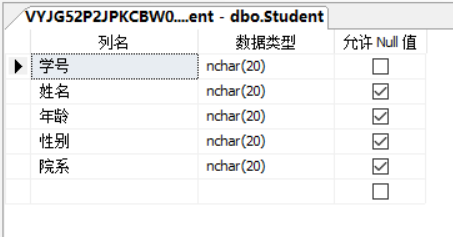 VYJG52P2JPKCBW0....ent - dbo.Student
列名 数据类型 允许 Null 值
学号 nchar(20)
姓名 nchar(20)
年龄 nchar(20)
性别 nchar(20)
院系 nchar(20)